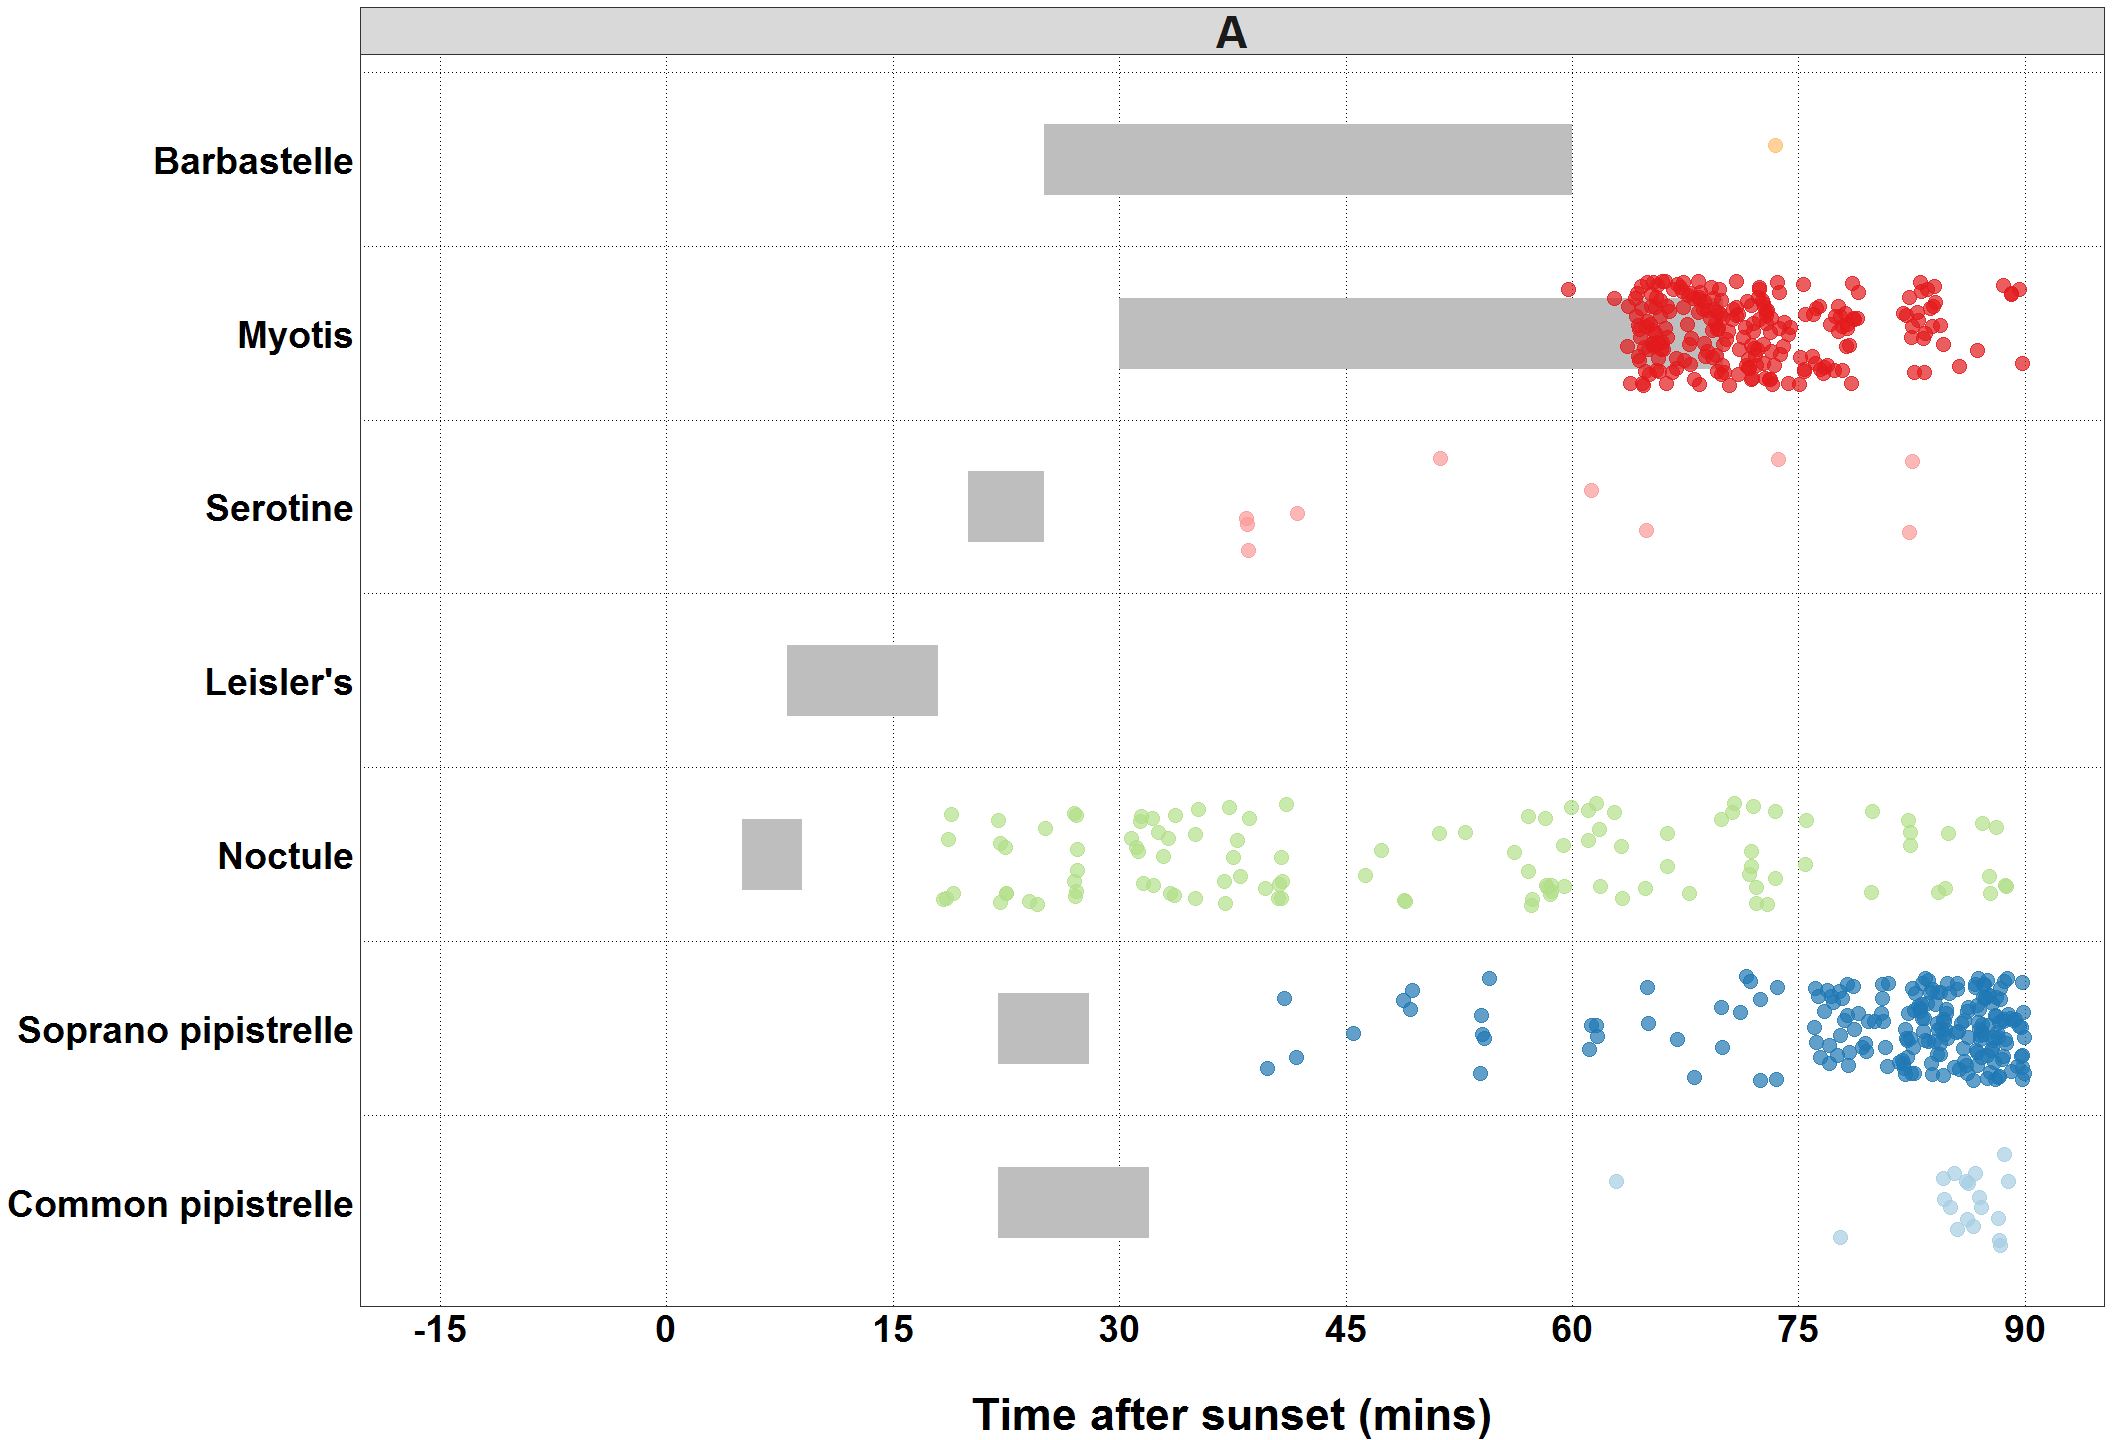 A
Barbastelle
Myotis
Serotine
Leisler's
Noctule
Soprano pipistrelle
Common pipistrelle
-15 0 15 30 45 60 75 90
Time after sunset (mins)